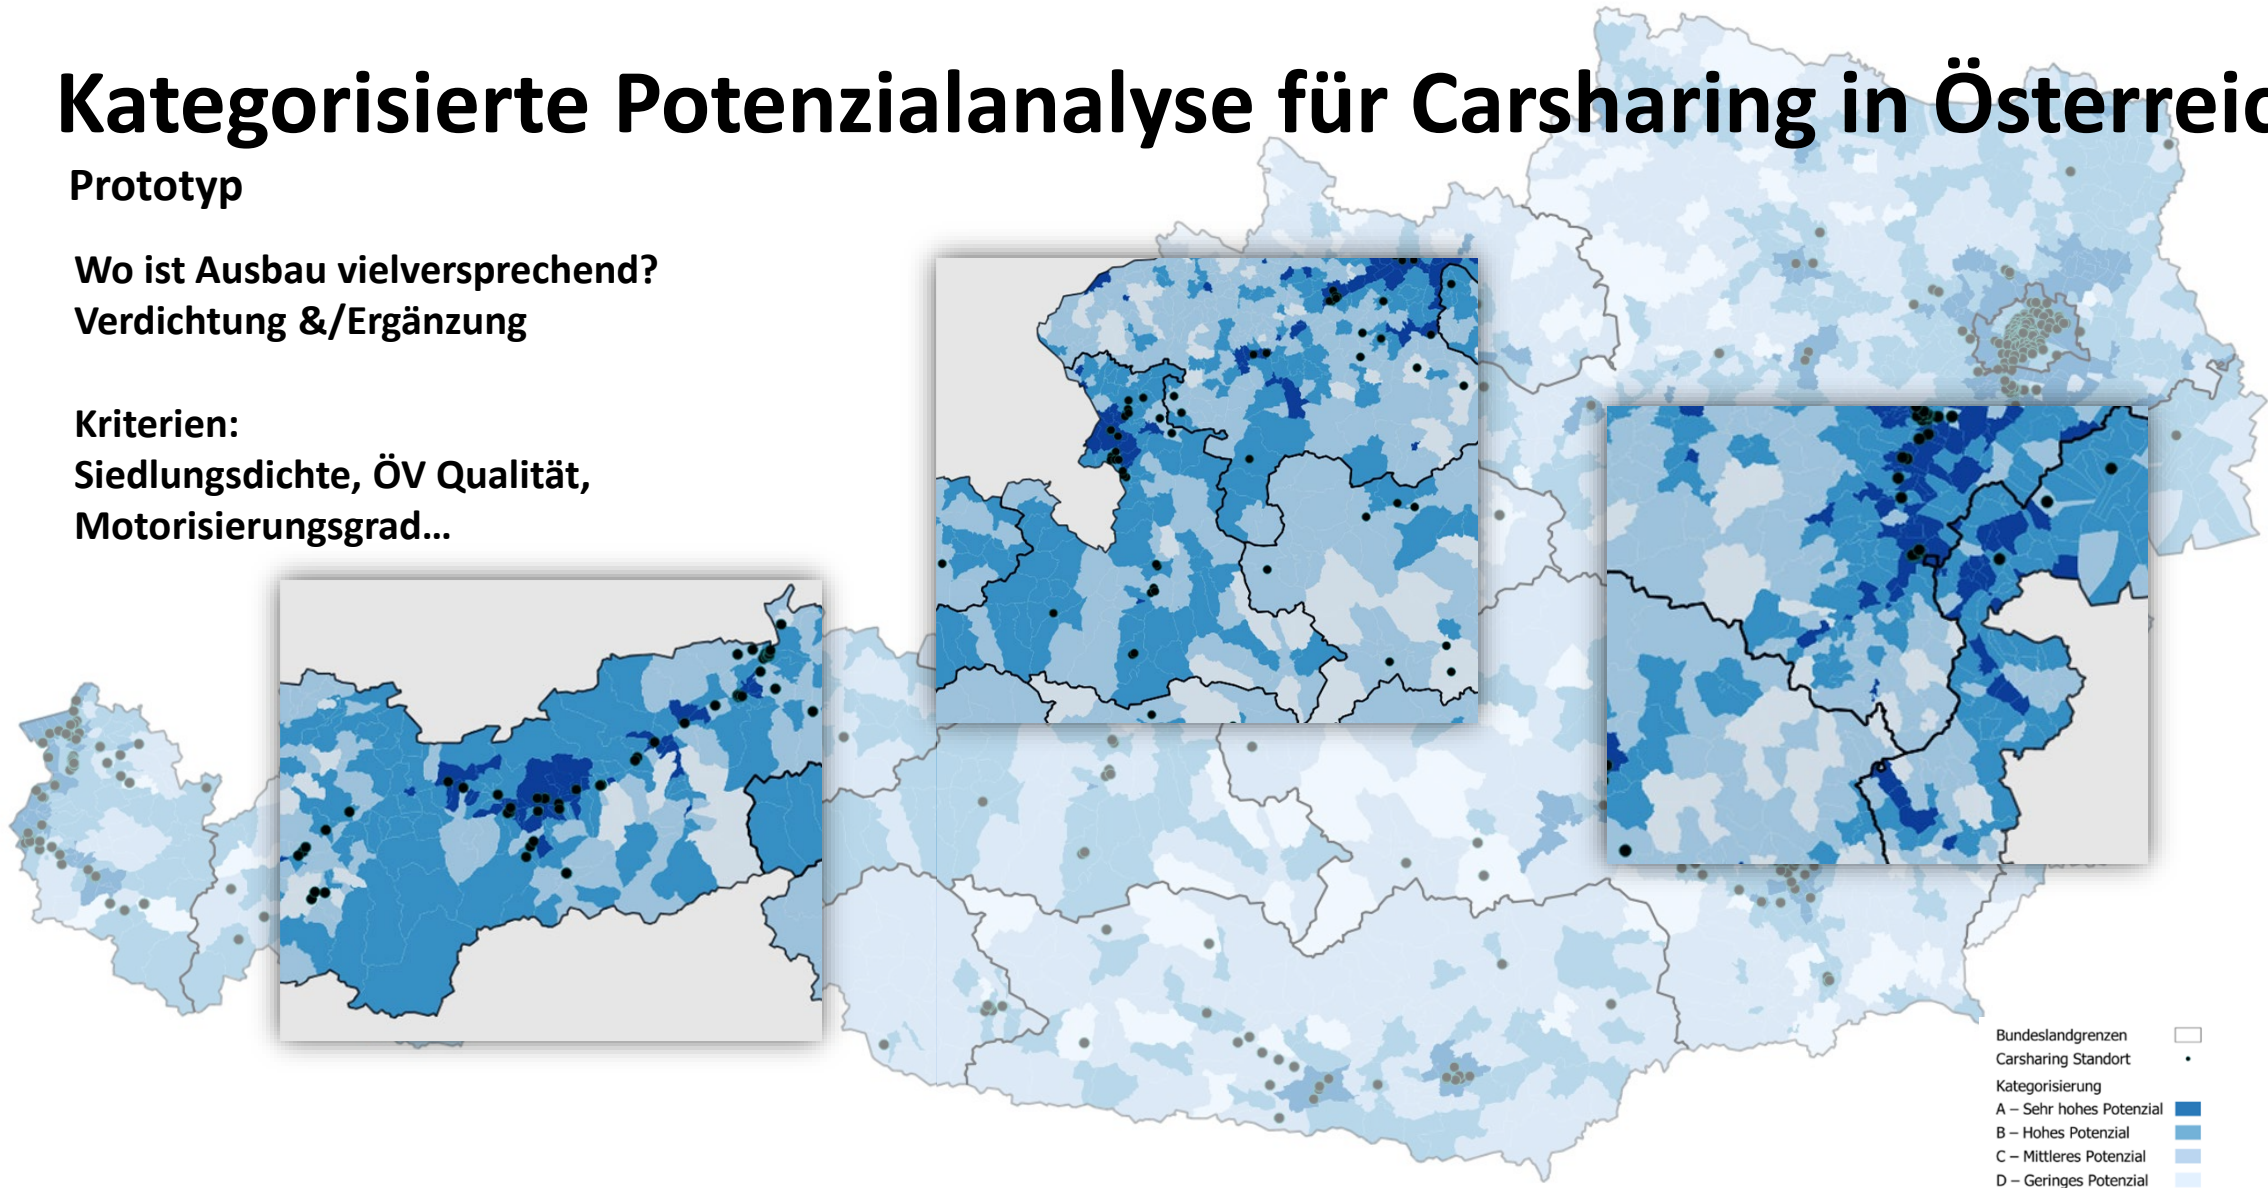 Kategorisierte Potenzialanalyse für Carsharing in Österreic
Prototyp
Wo ist Ausbau vielversprechend?
Verdichtung &/Ergänzung
Kriterien:
Siedlungsdichte, ÖV Qualität,
Motorisierungsgrad...
Bundeslandgrenzen
Carsharing Standort
Kategorisierung
A – Sehr hohes Potenzial
B – Hohes Potenzial
C – Mittleres Potenzial
D – Geringes Potenzial